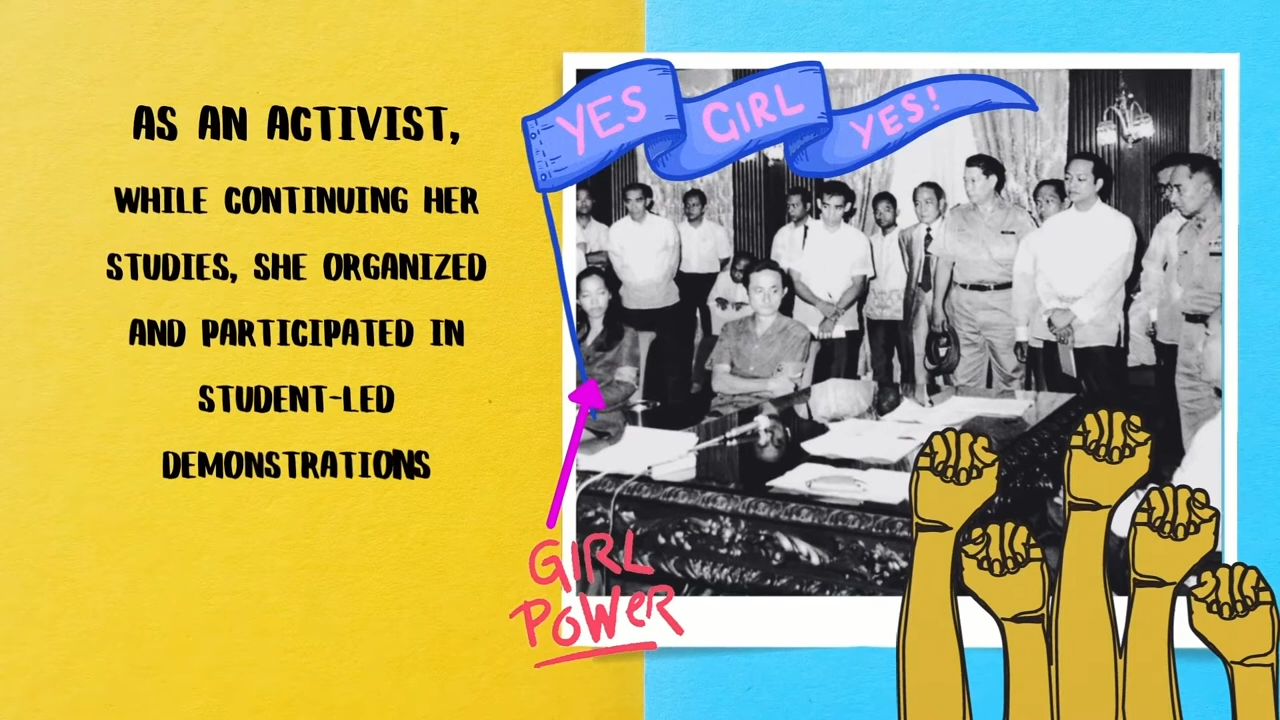 AS AN ACTIVIST,
WHILE CONTINUING HER
STUDIES, SHE ORGANIZED
AND PARTICIPATED IN
STUDENT-LED
DEMONSTRATIONS
YES GIRL YES!
GIRL
POWeR